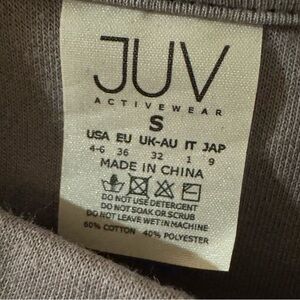 JUV
ACTIVEWEAR
S
USA EU UK-AU IT JAP
4-6 36 32 1 9
MADE IN CHINA
DO NOT USE DETERGENT
DO NOT SOAK OR SCRUB
DO NOT LEAVE WET IN MACHINE
60% COTTON 40% POLYESTER